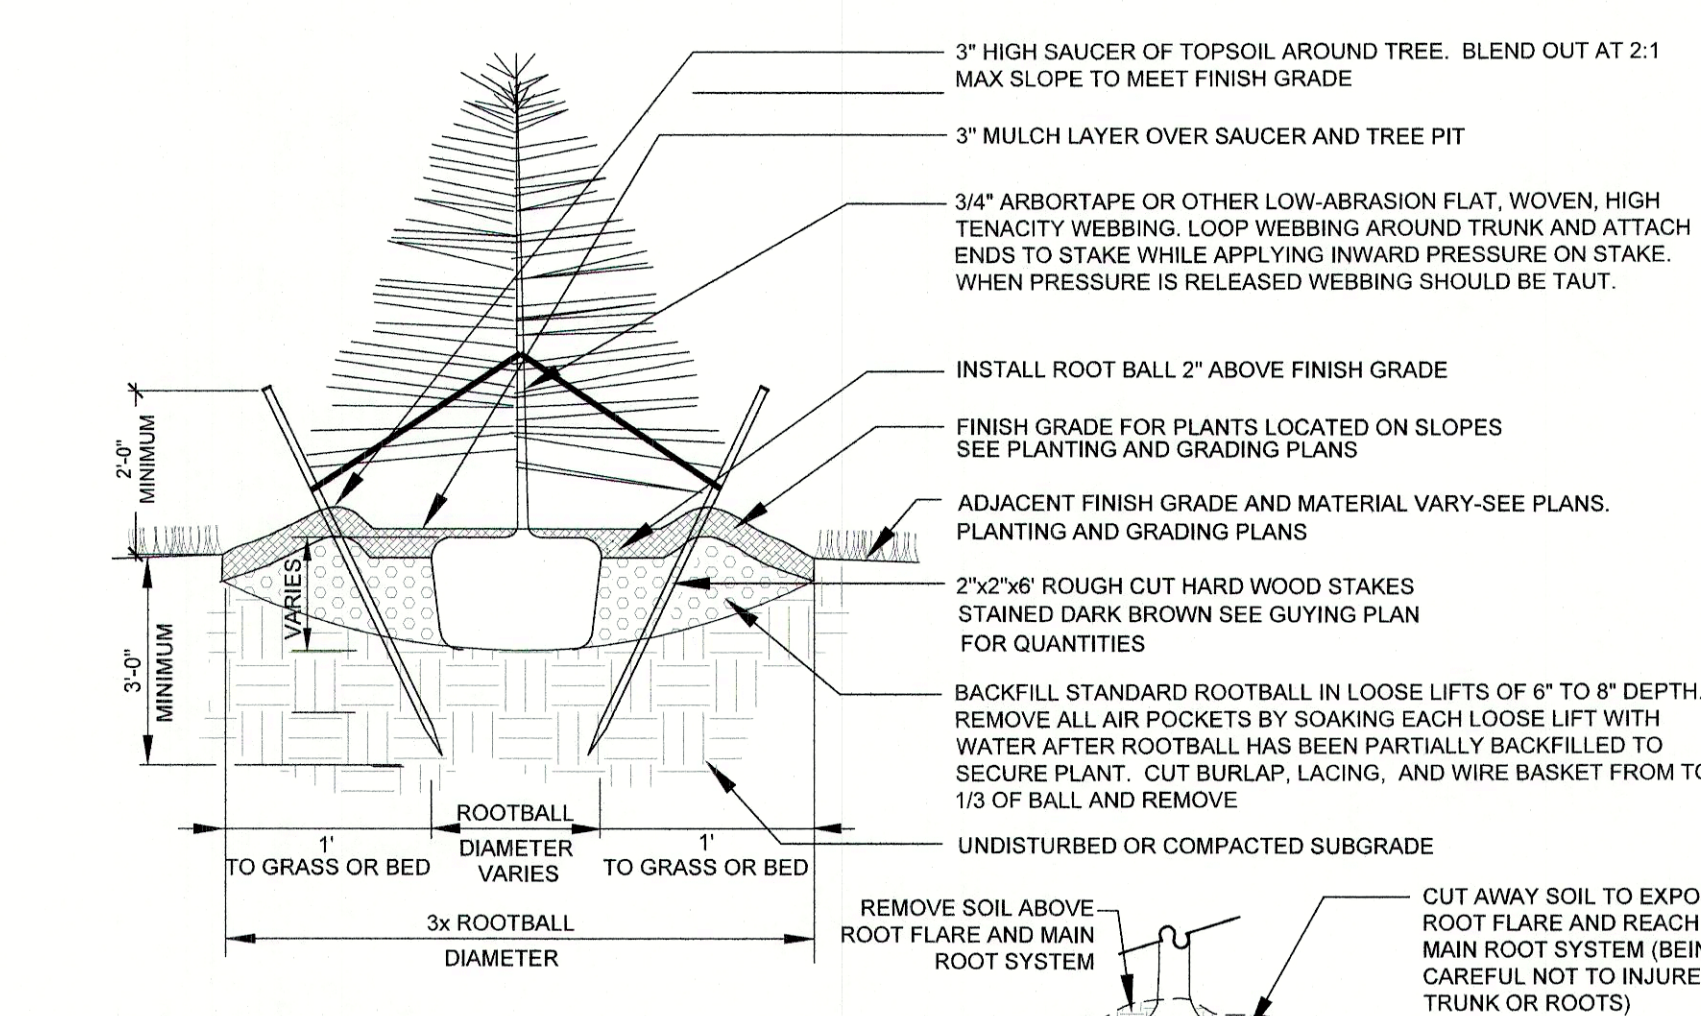 3" HIGH SAUCER OF TOPSOIL AROUND TREE. BLEND OUT AT 2:1
MAX SLOPE TO MEET FINISH GRADE
3" MULCH LAYER OVER SAUCER AND TREE PIT
3/4" ARBORTAPE OR OTHER LOW-ABRASION FLAT, WOVEN, HIGH
TENACITY WEBBING. LOOP WEBBING AROUND TRUNK AND ATTACH
ENDS TO STAKE WHILE APPLYING INWARD PRESSURE ON STAKE.
WHEN PRESSURE IS RELEASED WEBBING SHOULD BE TAUT.
INSTALL ROOT BALL 2" ABOVE FINISH GRADE
FINISH GRADE FOR PLANTS LOCATED ON SLOPES
SEE PLANTING AND GRADING PLANS
ADJACENT FINISH GRADE AND MATERIAL VARY-SEE PLANS.
PLANTING AND GRADING PLANS
2"x2"x6' ROUGH CUT HARD WOOD STAKES
STAINED DARK BROWN SEE GUYING PLAN
FOR QUANTITIES
BACKFILL STANDARD ROOTBALL IN LOOSE LIFTS OF 6" TO 8" DEPTH.
REMOVE ALL AIR POCKETS BY SOAKING EACH LOOSE LIFT WITH
WATER AFTER ROOTBALL HAS BEEN PARTIALLY BACKFILLED TO
SECURE PLANT. CUT BURLAP, LACING, AND WIRE BASKET FROM
1/3 OF BALL AND REMOVE
UNDISTURBED OR COMPACTED SUBGRADE
2'-0"
MINIMUM
3'-0"
MINIMUM
VARIES
ROOTBALL
DIAMETER
VARIES
1'
TO GRASS OR BED
1'
TO GRASS OR BED
3x ROOTBALL
DIAMETER
REMOVE SOIL ABOVE
ROOT FLARE AND MAIN
ROOT SYSTEM
CUT AWAY SOIL TO
ROOT FLARE AND REACH
MAIN ROOT SYSTEM
CAREFUL NOT TO INJURE
TRUNK OR ROOTS)